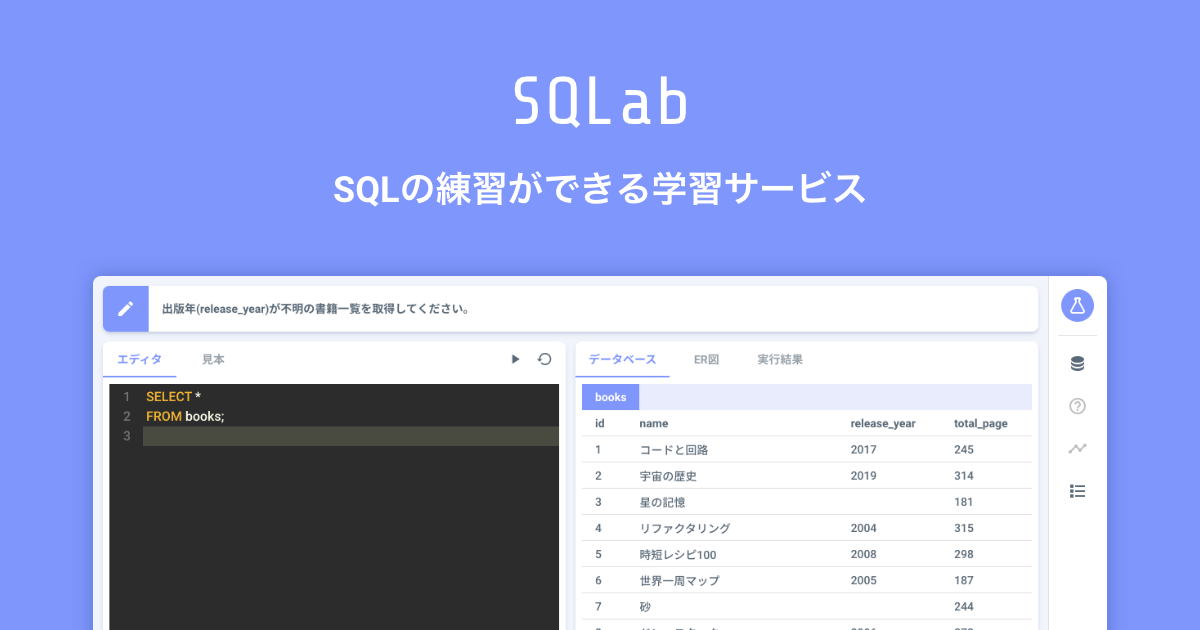 SQLab
SQLの練習ができる学習サービス
出版年(release_year)が不明の書籍一覧を取得してください。
エディタ 見本
1 SELECT *
2 FROM books;
3
データベース ER図 実行結果
books
id name release_year total_page
1 コードと回路 2017 245
2 宇宙の歴史 2019 314
3 星の記憶 181
4 リファクタリング 2004 315
5 時短レシピ100 2008 298
6 世界一周マップ 2005 187
7 砂 244